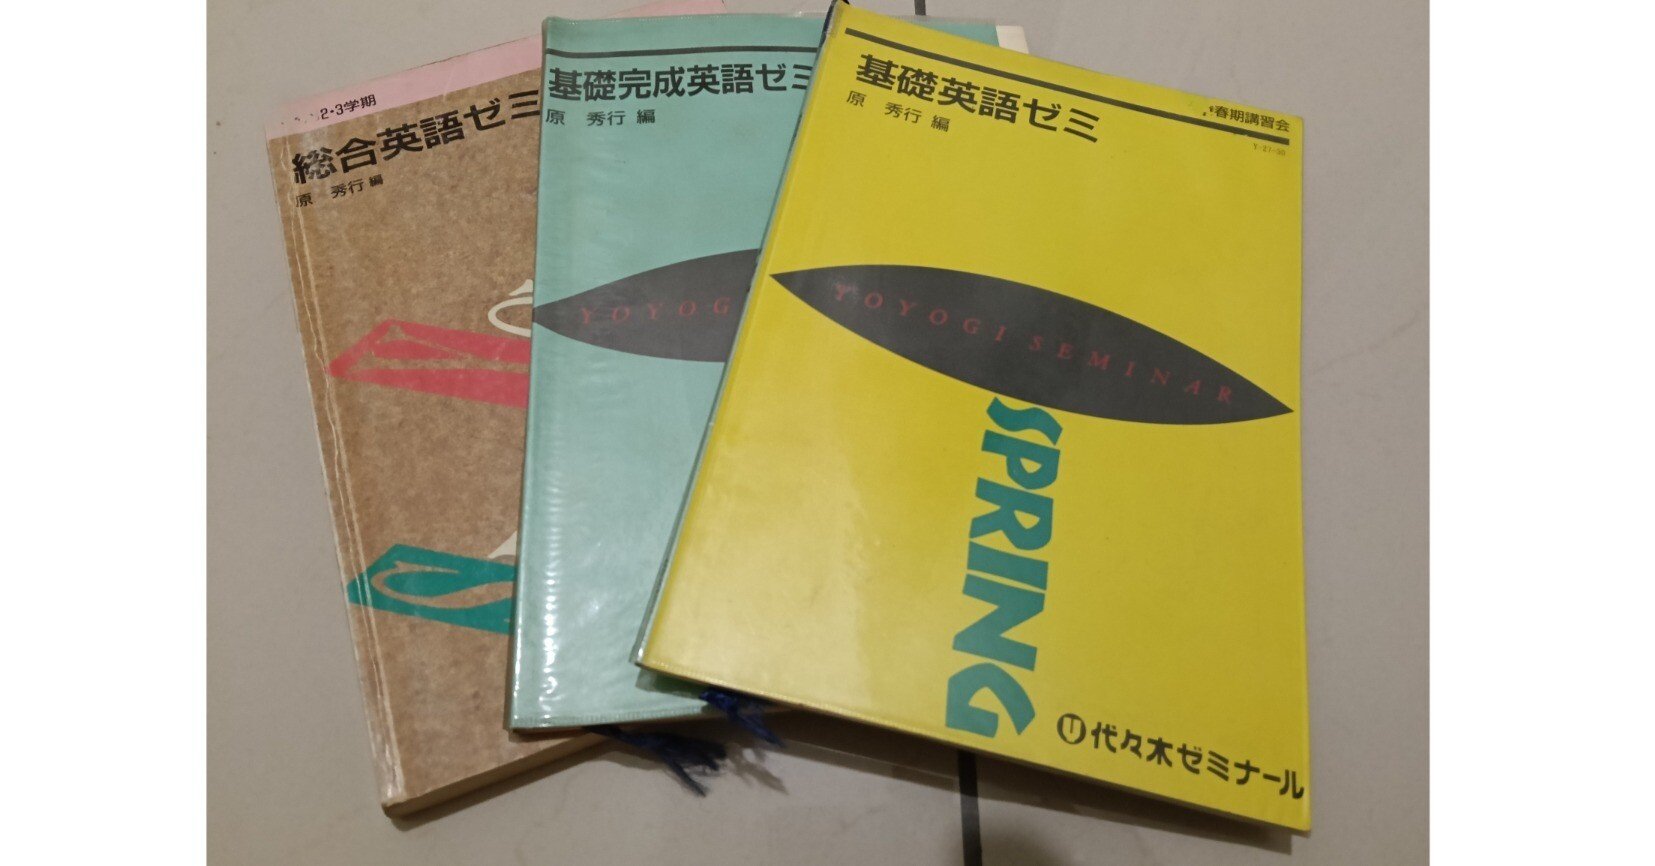 2・3学期
総合英語ゼミ
原 秀行 編
基礎完成英語ゼミ
原 秀行 編
YOYOG
基礎英語ゼミ
原 秀行 編
春期講習会
YOYOGI SEMINAR
SPRING
代々木ゼミナール